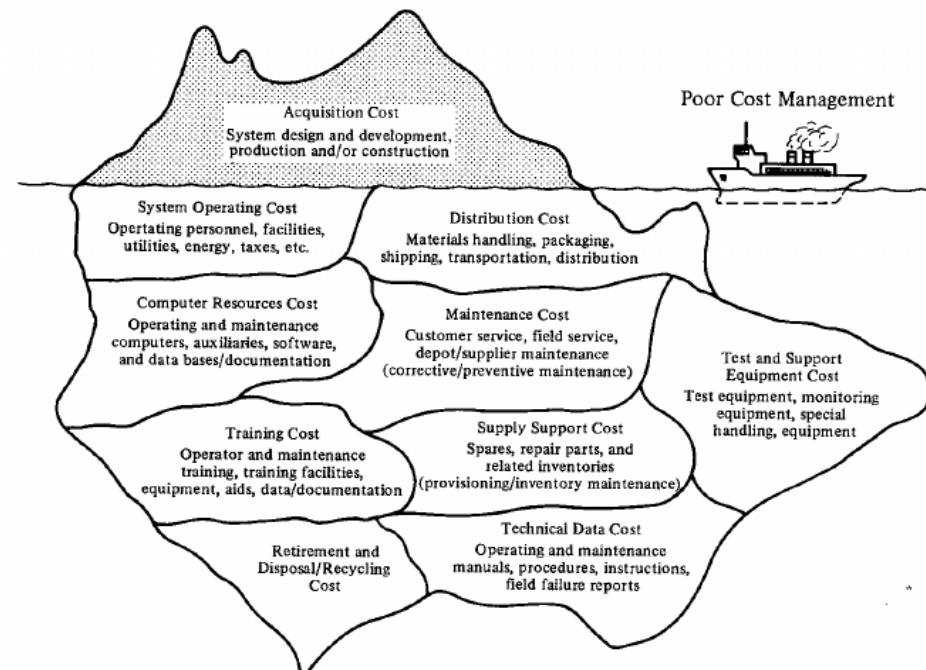 Poor Cost Management
Acquisition Cost
System design and development,
production and/or construction
System Operating Cost
Opertating personnel, facilities,
utilities, energy, taxes, etc.
Distribution Cost
Materials handling, packaging,
shipping, transportation, distribution
Computer Resources Cost
Operating and maintenance
computers, auxiliaries, software,
and data bases/documentation
Maintenance Cost
Customer service, field service,
depot/supplier maintenance
(corrective/preventive maintenance)
Test and Support
Equipment Cost
Test equipment, monitoring
equipment, special
handling, equipment
Training Cost
Operator and maintenance
training, training facilities,
equipment, aids, data/documentation
Supply Support Cost
Spares, repair parts, and
related inventories
(provisioning/inventory maintenance)
Retirement and
Disposal/Recycling
Cost
Technical Data Cost
Operating and maintenance
manuals, procedures, instructions,
field failure reports